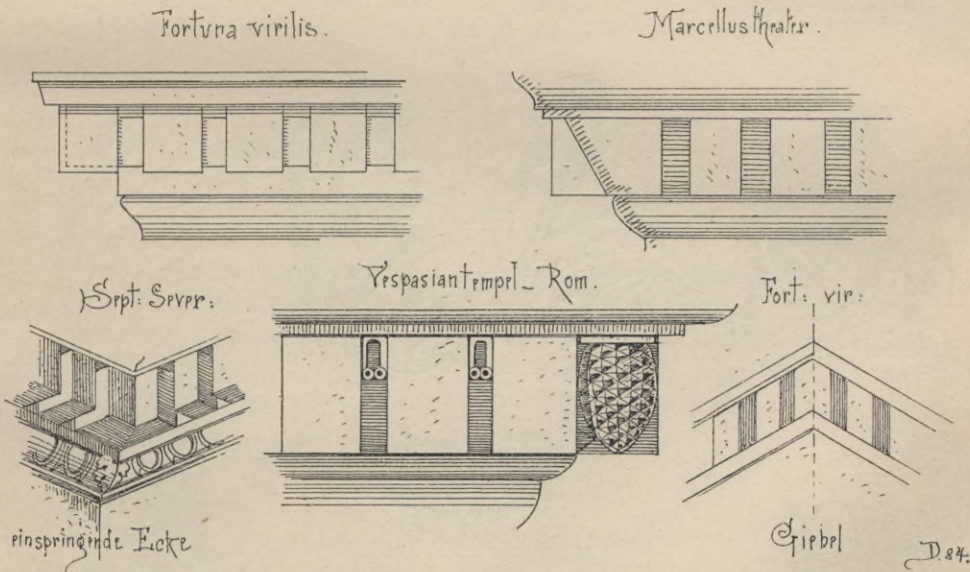 Fortuna virilis.
Marcellustheater.
Sept: Sever:
Vespasiantempel_Rom.
Fort: vir:
einspringende Ecke
Giebel
D. 84.